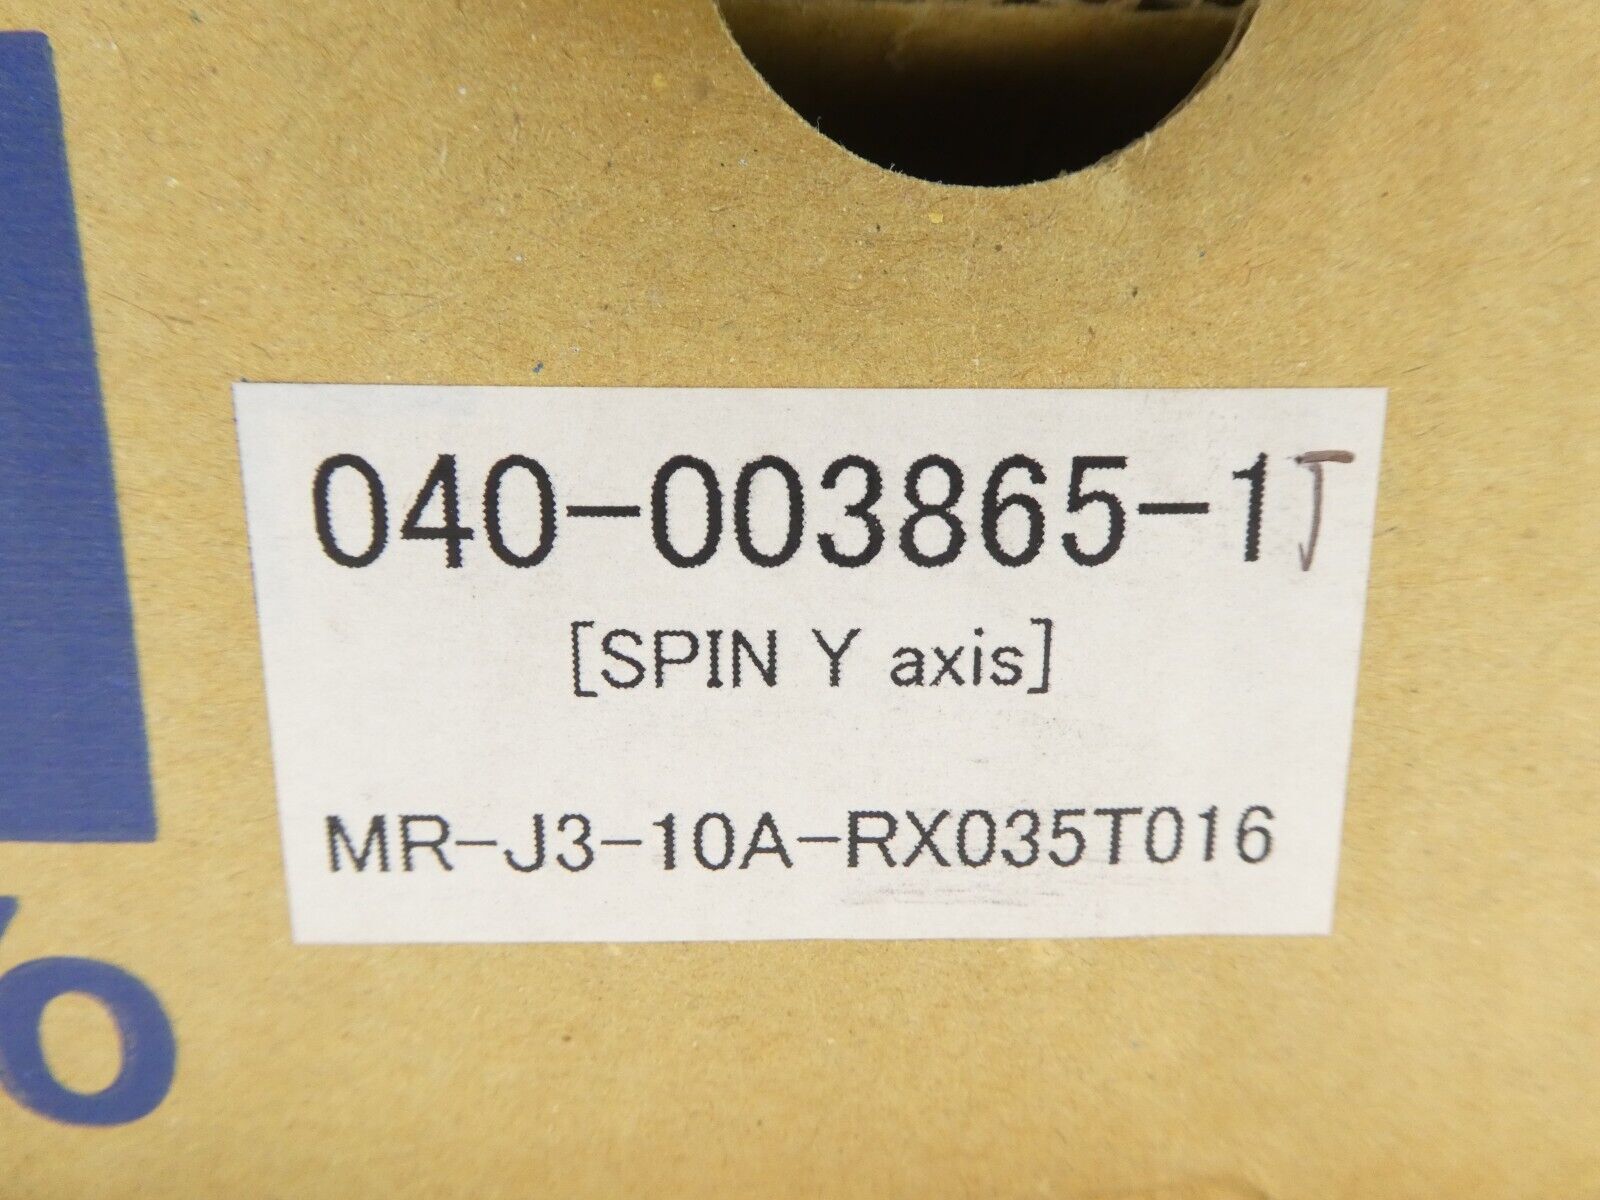 040-003865-1J
[SPIN Y axis]
MR-J3-10A-RX035T016